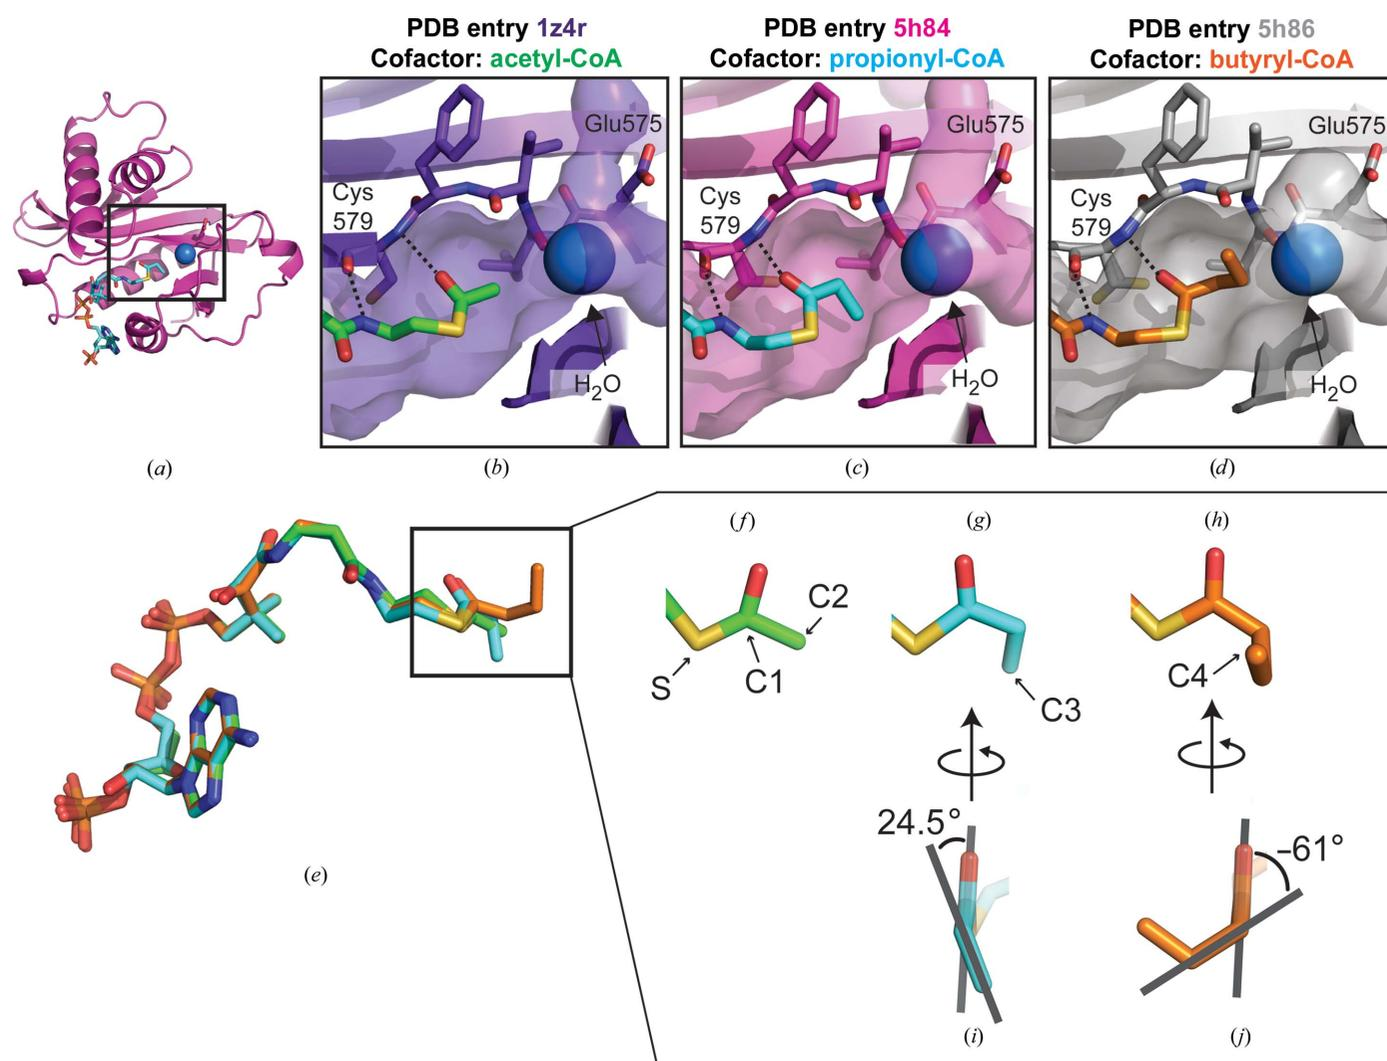 PDB entry 1z4r
Cofactor: acetyl-CoA
PDB entry 5h84
Cofactor: propionyl-CoA
PDB entry 5h86
Cofactor: butyryl-CoA
Glu575
Cys
579
H2O
Glu575
Cys
579
H2O
Glu575
Cys
579
H2O
(a)
(b)
(c)
(d)
(e)
(f)
(g)
(h)
C2
S
C1
C3
C4
24.5°
–61°
(i)
(j)